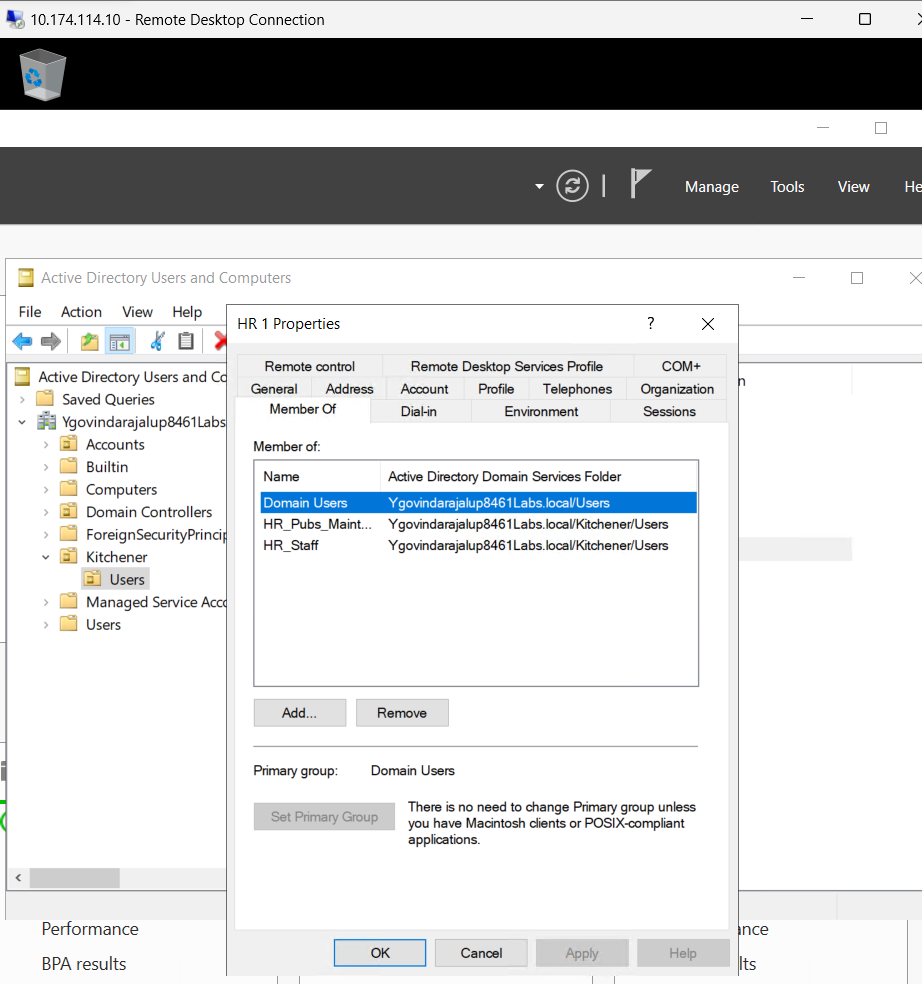 10.174.114.10 - Remote Desktop Connection
Manage Tools View He
Active Directory Users and Computers
File Action View Help
Active Directory Users and Co
Saved Queries
Ygovindarajalup8461Labs
Accounts
Builtin
Computers
Domain Controllers
ForeignSecurityPrincip
Kitchener
Users
Managed Service Acco
Users
HR 1 Properties
?
Remote control Remote Desktop Services Profile COM+
General Address Account Profile Telephones Organization
Member Of Dial-in Environment Sessions
Member of:
Name Active Directory Domain Services Folder
Domain Users Ygovindarajalup8461Labs.local/Users
HR_Pubs_Maint... Ygovindarajalup8461Labs.local/Kitchener/Users
HR_Staff Ygovindarajalup8461Labs.local/Kitchener/Users
Add... Remove
Primary group: Domain Users
Set Primary Group
There is no need to change Primary group unless
you have Macintosh clients or POSIX-compliant
applications.
OK Cancel Apply Help
n
Performance
BPA results
ance
lts